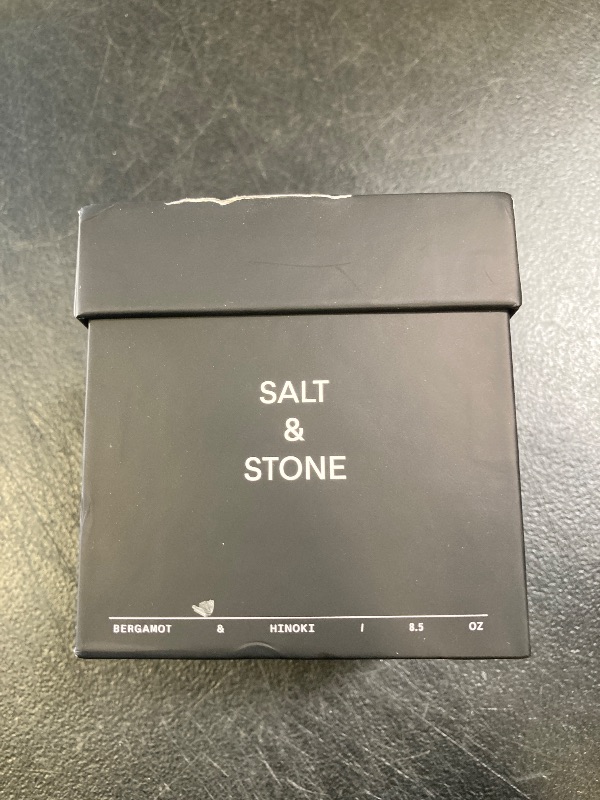 SALT
&
STONE
BERGAMOT & HINOKI / 8.5 OZ